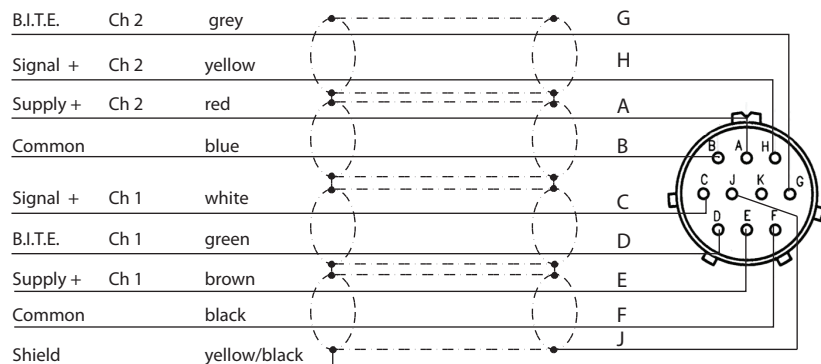 B.I.T.E. Ch 2 grey G
Signal + Ch 2 yellow H
Supply + Ch 2 red A
Common blue B
Signal + Ch 1 white C
B.I.T.E. Ch 1 green D
Supply + Ch 1 brown E
Common black F
Shield yellow/black J
B A H
C J K G
D E F